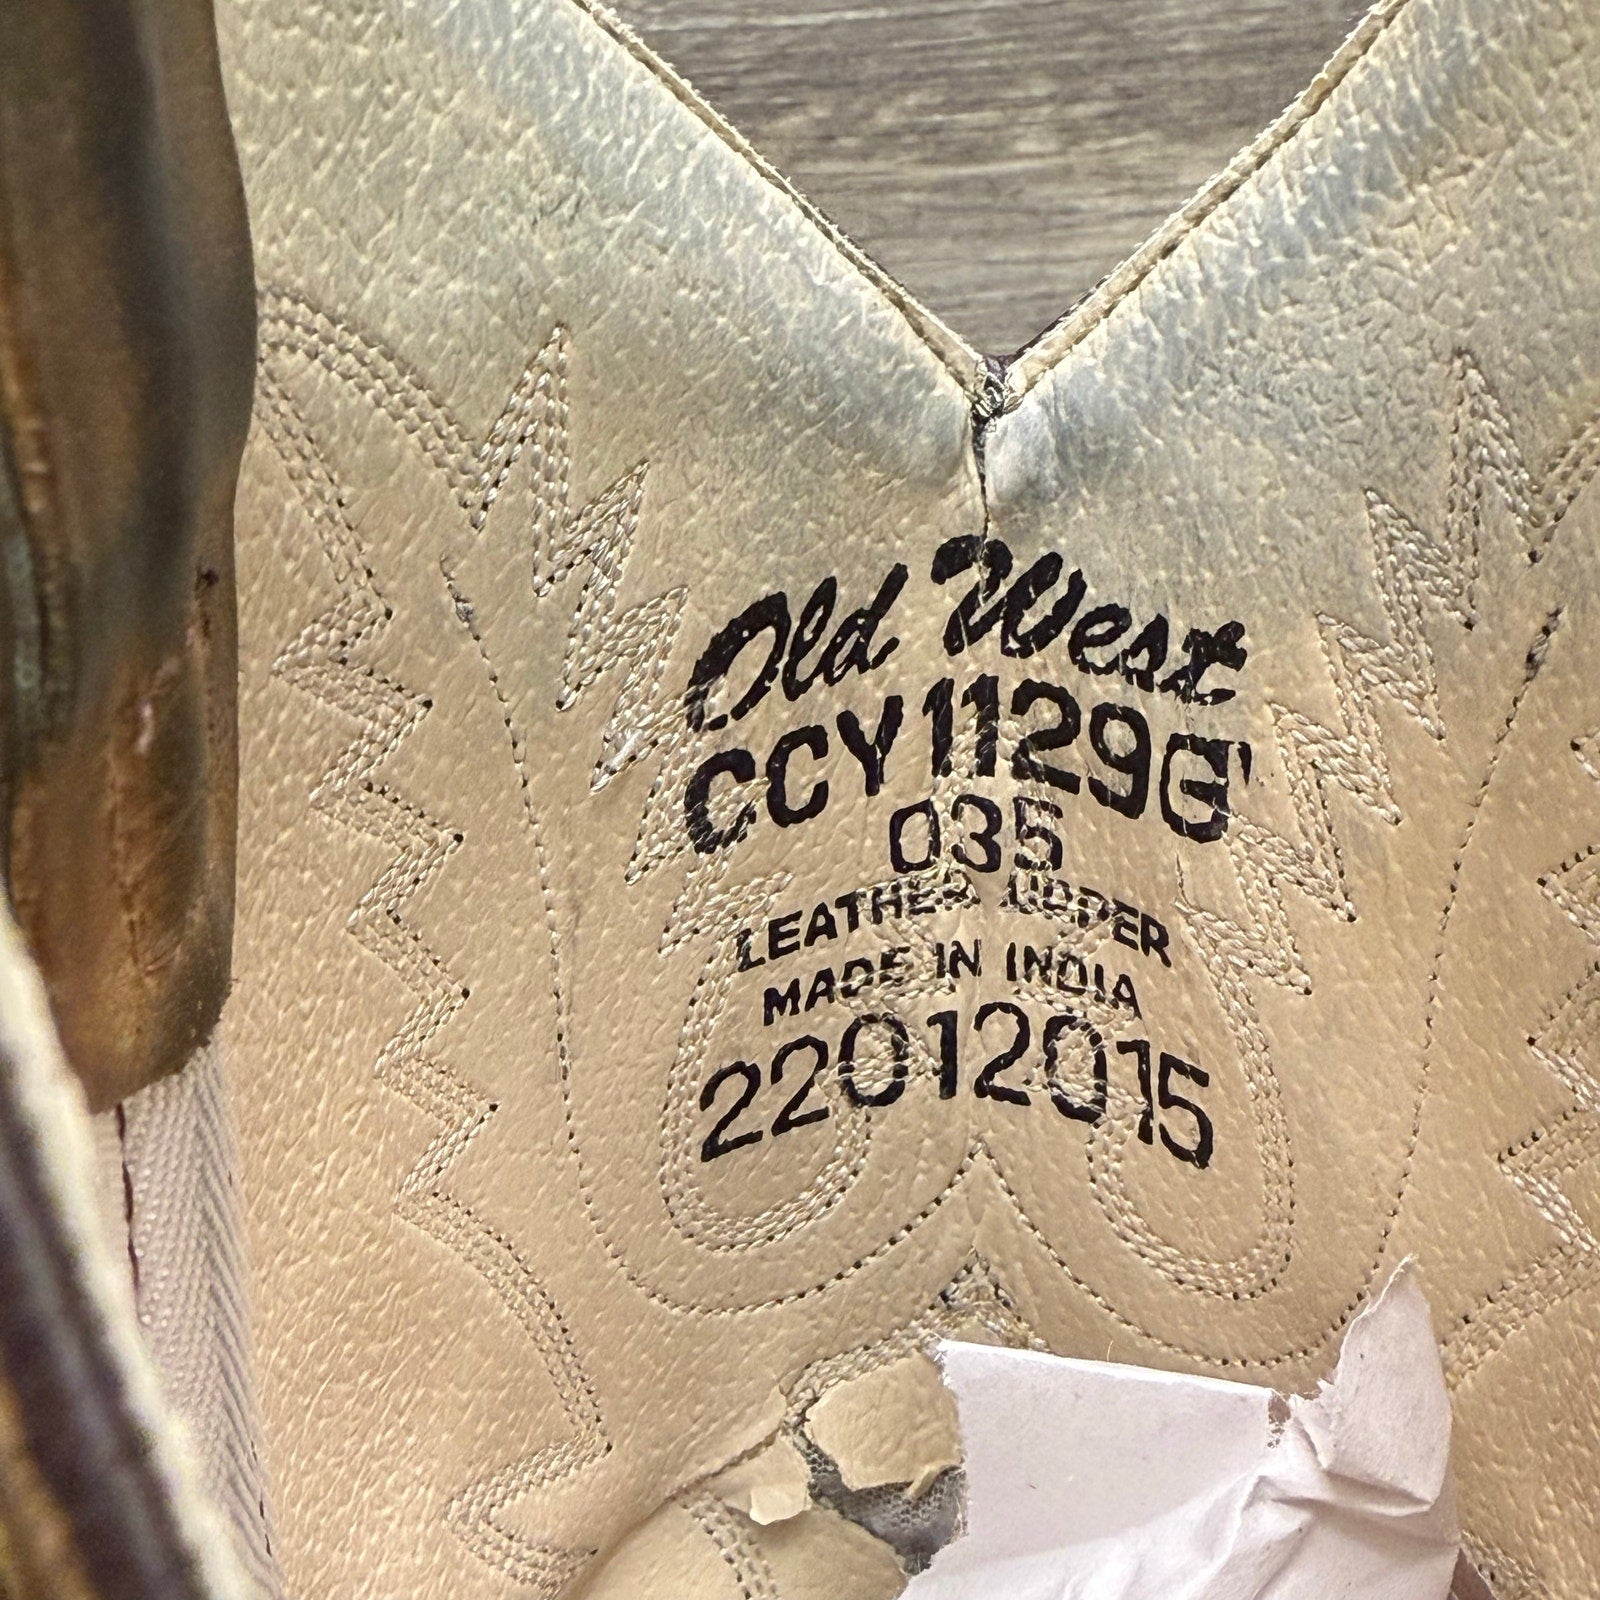 Old West
CCY1129G'
035
LEATHER UPPER
MADE IN INDIA
22012015